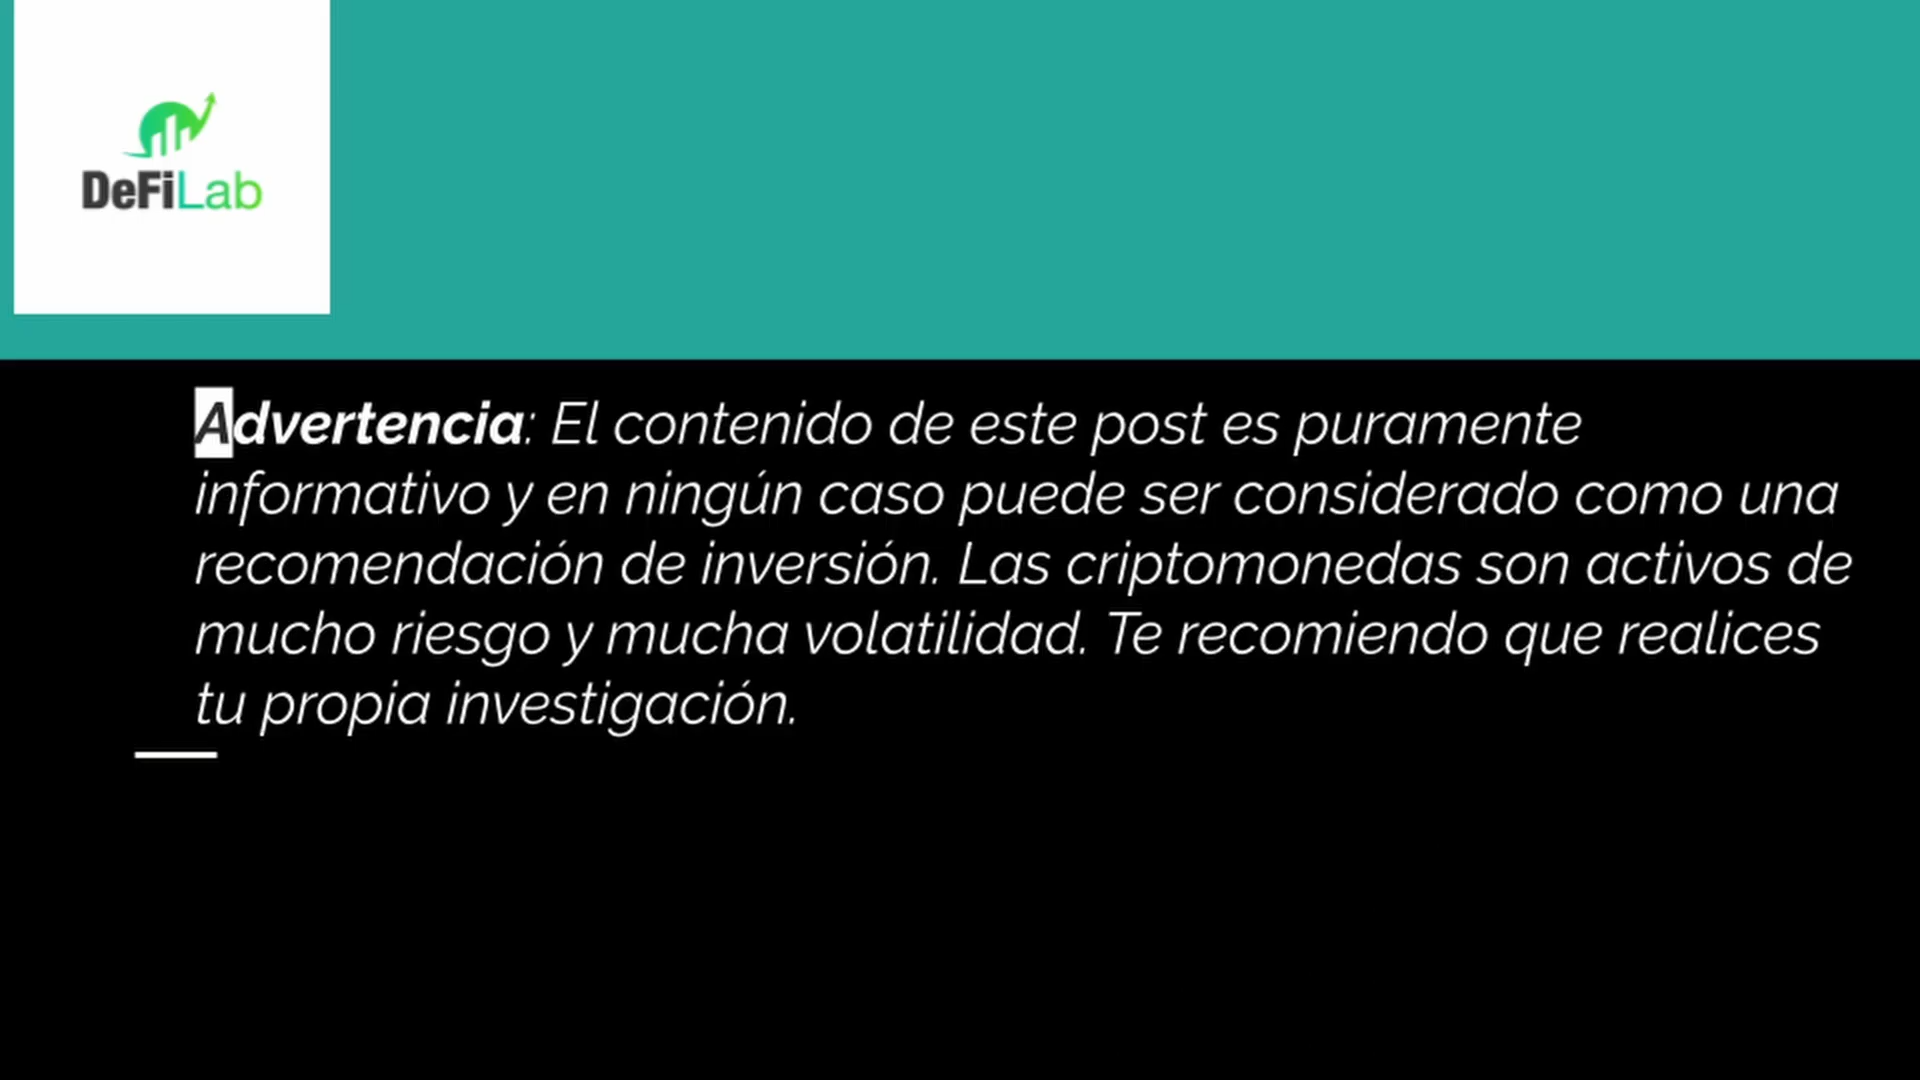 DeFiLab
Advertencia: El contenido de este post es puramente
informativo y en ningún caso puede ser considerado como una
recomendación de inversión. Las criptomonedas son activos de
mucho riesgo y mucha volatilidad. Te recomiendo que realices
tu propia investigación.